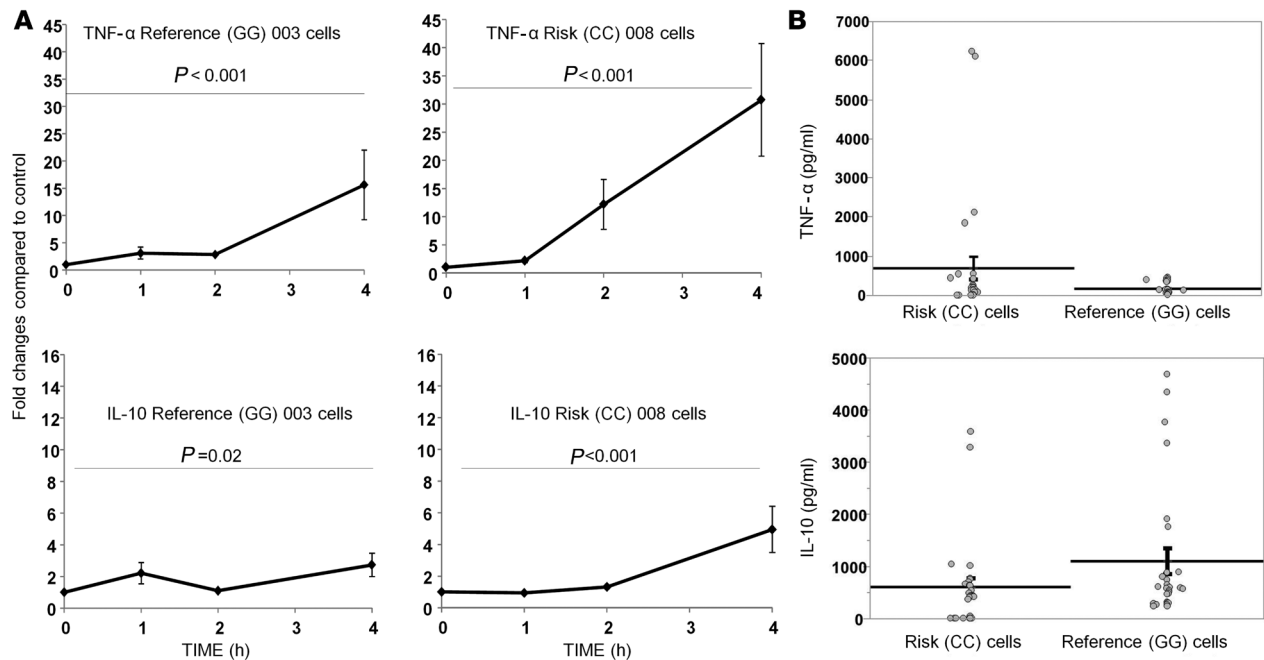 A
Fold changes compared to control
45
40
35
30
25
20
15
10
5
0
TNF-α Reference (GG) 003 cells
P < 0.001
0 1 2 3 4
45
40
35
30
25
20
15
10
5
0
TNF-α Risk (CC) 008 cells
P < 0.001
0 1 2 3 4
16
14
12
10
8
6
4
2
0
IL-10 Reference (GG) 003 cells
P =0.02
0 1 2 3 4
TIME (h)
16
14
12
10
8
6
4
2
0
IL-10 Risk (CC) 008 cells
P<0.001
0 1 2 3 4
TIME (h)
B
TNF-α (pg/ml)
7000
6000
5000
4000
3000
2000
1000
0
Risk (CC) cells Reference (GG) cells
IL-10 (pg/ml)
5000
4000
3000
2000
1000
0
Risk (CC) cells Reference (GG) cells